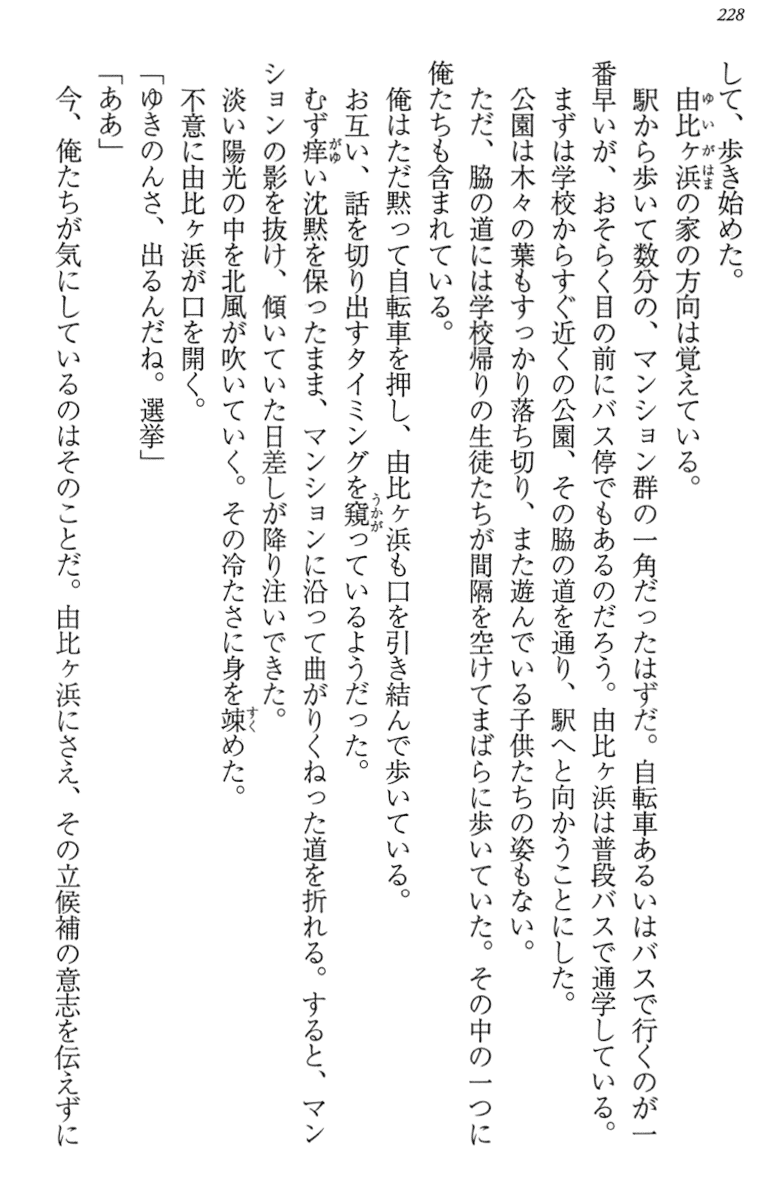 228
して、歩き始めた。
由比ヶ浜の家の方向は覚えている。
駅から歩いて数分の、マンション群の一角だったはずだ。自転車あるいはバスで行くのが一
番早いが、おそらく目の前にバス停でもあるのだろう。由比ヶ浜は普段バスで通学している。
まずは学校からすぐ近くの公園、その脇の道を通り、駅へと向かうことにした。
公園は木々の葉もすっかり落ち切り、また遊んでいる子供たちの姿もない。
ただ、脇の道には学校帰りの生徒たちが間隔を空けてまばらに歩いていた。その中の一つに
俺たちも含まれている。
俺はただ黙って自転車を押し、由比ヶ浜も口を引き結んで歩いている。
お互い、話を切り出すタイミングを窺っているようだった。
むず痒い沈黙を保ったまま、マンションに沿って曲がりくねった道を折れる。すると、マン
ションの影を抜け、傾いていた日差しが降り注いできた。
淡い陽光の中を北風が吹いていく。その冷たさに身を竦めた。
不意に由比ヶ浜が口を開く。
「ゆきのんさ、出るんだね。選挙」
「ああ」
今、俺たちが気にしているのはそのことだ。由比ヶ浜にさえ、その立候補の意志を伝えずに